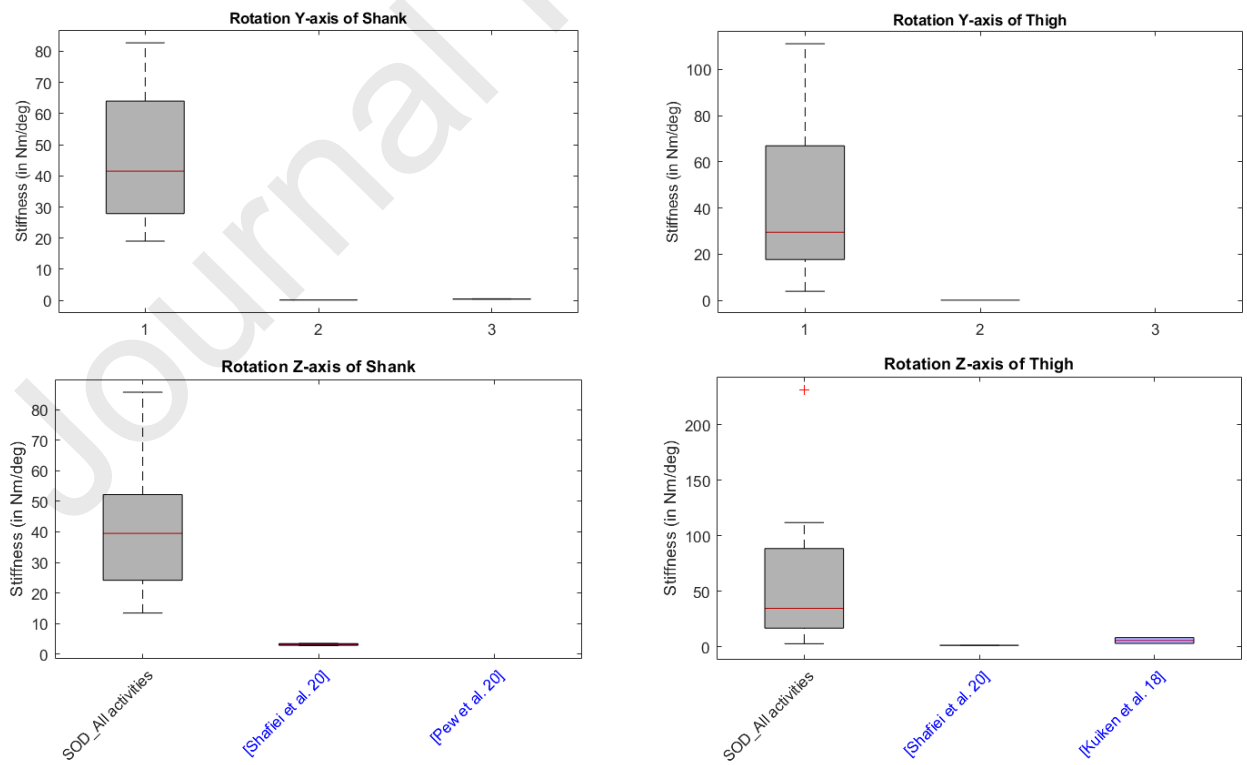 Rotation Y-axis of Shank
Stiffness (in Nm/deg)
80
70
60
50
40
30
20
10
0
1 2 3
Rotation Y-axis of Thigh
Stiffness (in Nm/deg)
100
80
60
40
20
0
1 2 3
Rotation Z-axis of Shank
Stiffness (in Nm/deg)
80
70
60
50
40
30
20
10
0
SOD_All activities
[Shafiei et al. 20]
[Pew et al. 20]
Rotation Z-axis of Thigh
Stiffness (in Nm/deg)
200
150
100
50
0
SOD_All activities
[Shafiei et al. 20]
[Kuiken et al. 18]
Journal